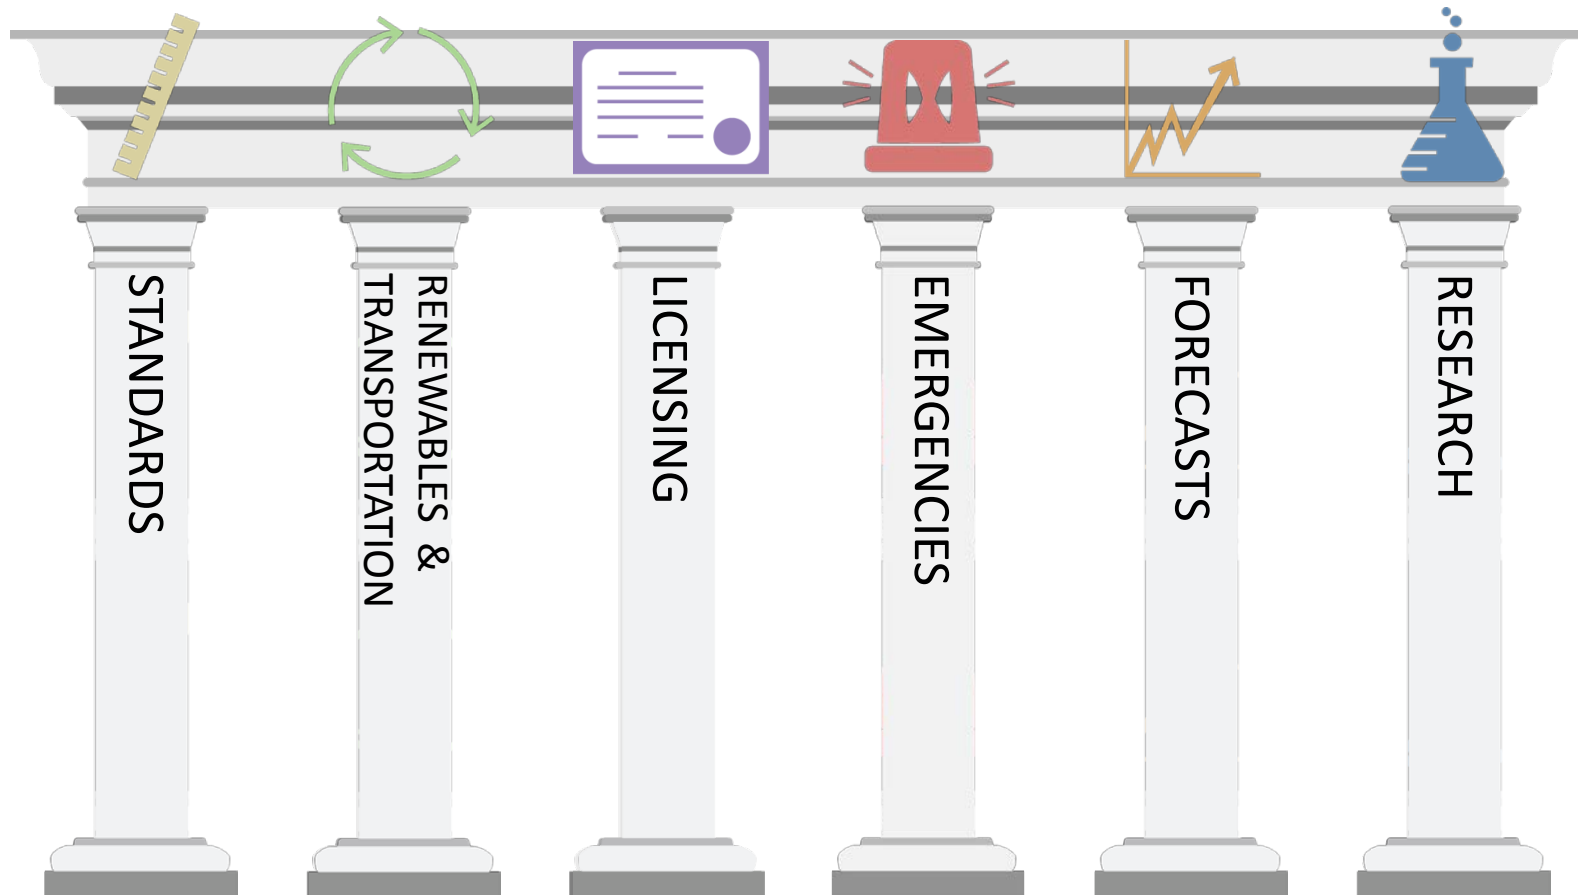 STANDARDS
RENEWABLES &
TRANSPORTATION
LICENSING
EMERGENCIES
FORECASTS
RESEARCH